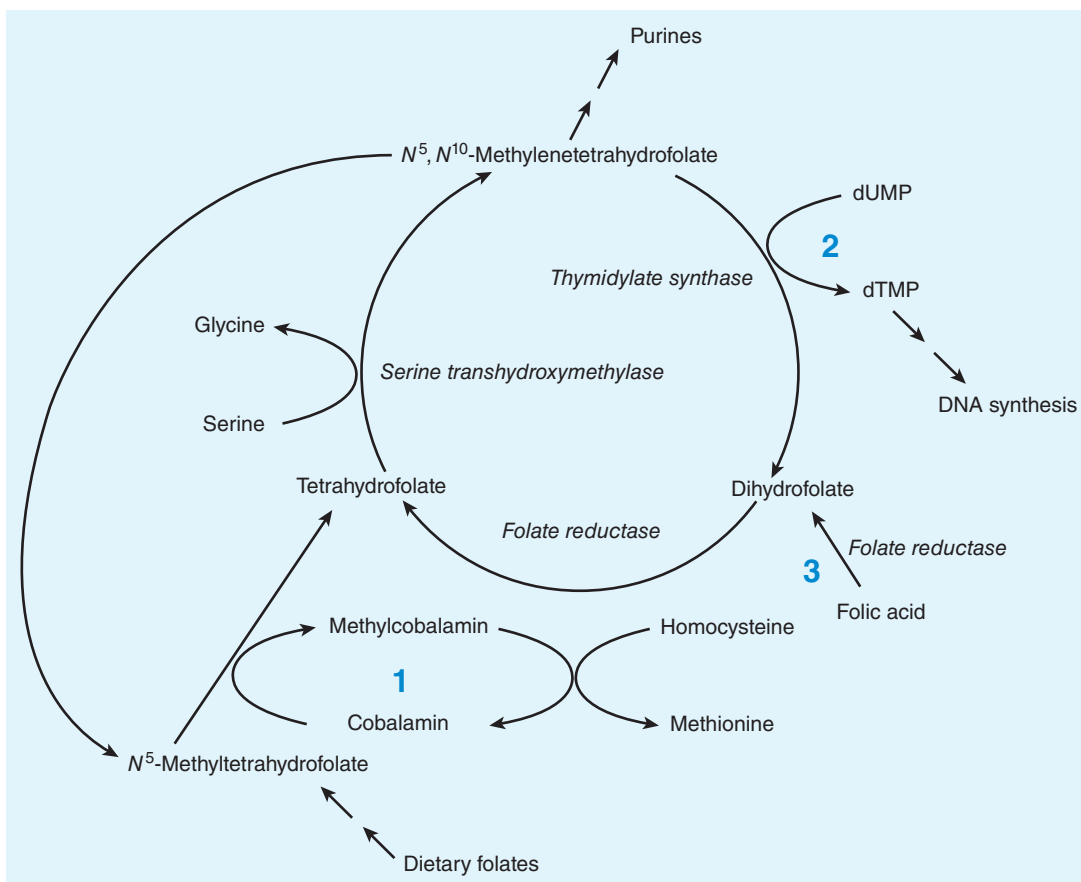 Purines
N⁵, N¹⁰-Methylenetetrahydrofolate
dUMP
2
Thymidylate synthase
dTMP
Glycine
Serine transhydroxymethylase
DNA synthesis
Serine
Tetrahydrofolate
Dihydrofolate
Folate reductase
Folate reductase
3
Folic acid
Methylcobalamin
Homocysteine
1
Cobalamin
Methionine
N⁵-Methyltetrahydrofolate
Dietary folates